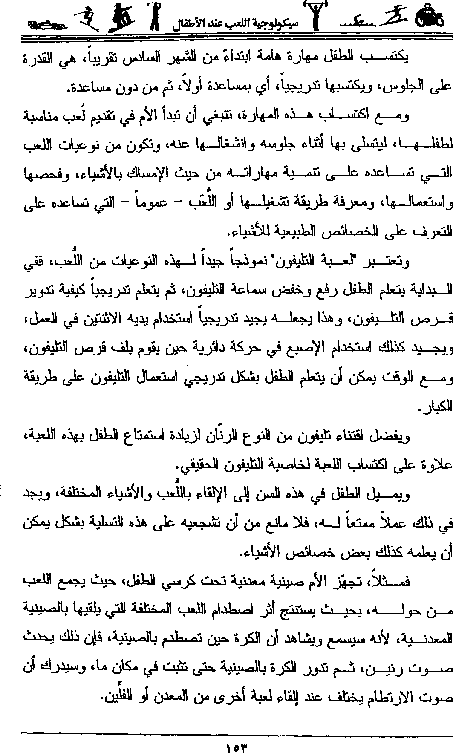 سيكولوجية اللعب عند الأطفال
يكتسب الطفل مهارة هامة ابتداءً من الشهر السادس تقريباً، هي القدرة
على الجلوس، ويكتسبها تدريجياً، أي بمساعدة أولاً، ثم من دون مساعدة.
ومع اكتساب هذه المهارة، تنبغي أن تبدأ الأم في تقديم لُعب مناسبة
لطفلها، ليتسلى بها أثناء جلوسه وانشغالها عنه، وتكون من نوعيات اللعب
التي تساعده على تنمية مهاراته من حيث الإمساك بالأشياء، وفحصها
واستعمالها، ومعرفة طريقة تشغيلها أو اللُعب – عموماً – التي تساعده على
التعرف على الخصائص الطبيعية للأشياء.
وتعتبر "لعبة التليفون" نموذجاً جيداً لهذه النوعيات من اللُعب، ففي
البداية يتعلم الطفل رفع وخفض سماعة التليفون، ثم يتعلم تدريجياً كيفية تدوير
قرص التليفون، وهذا يجعله يجيد تدريجياً استخدام يديه الاثنتين في العمل،
ويجيد كذلك استخدام الإصبع في حركة دائرية حين يقوم بلف قرص التليفون،
ومع الوقت يمكن أن يتعلم الطفل بشكل تدريجي استعمال التليفون على طريقة
الكبار.
ويفضل اقتناء تليفون من النوع الرنّان لزيادة استمتاع الطفل بهذه اللعبة،
علاوة على اكتساب اللعبة لخاصية التليفون الحقيقي.
ويميل الطفل في هذه السن إلى الإلقاء باللُعب والأشياء المختلفة، ويجد
في ذلك عملاً ممتعاً له، فلا مانع من أن تشجعيه على هذه التسلية بشكل يمكن
أن يعلمه كذلك بعض خصائص الأشياء.
فمثلاً، تجهّز الأم صينية معدنية تحت كرسي الطفل، حيث يجمع اللعب
من حوله، بحيث يستنتج أثر اصطدام اللعب المختلفة التي يلقيها بالصينية
المعدنية، لأنه سيسمع ويشاهد أن الكرة حين تصطدم بالصينية، فإن ذلك يحدث
صوت رنين، ثم تدور الكرة بالصينية حتى تثبت في مكان ما، وسيدرك أن
صوت الارتطام يختلف عند إلقاء لعبة أخرى من المعدن أو الفلّين.
١٥٣